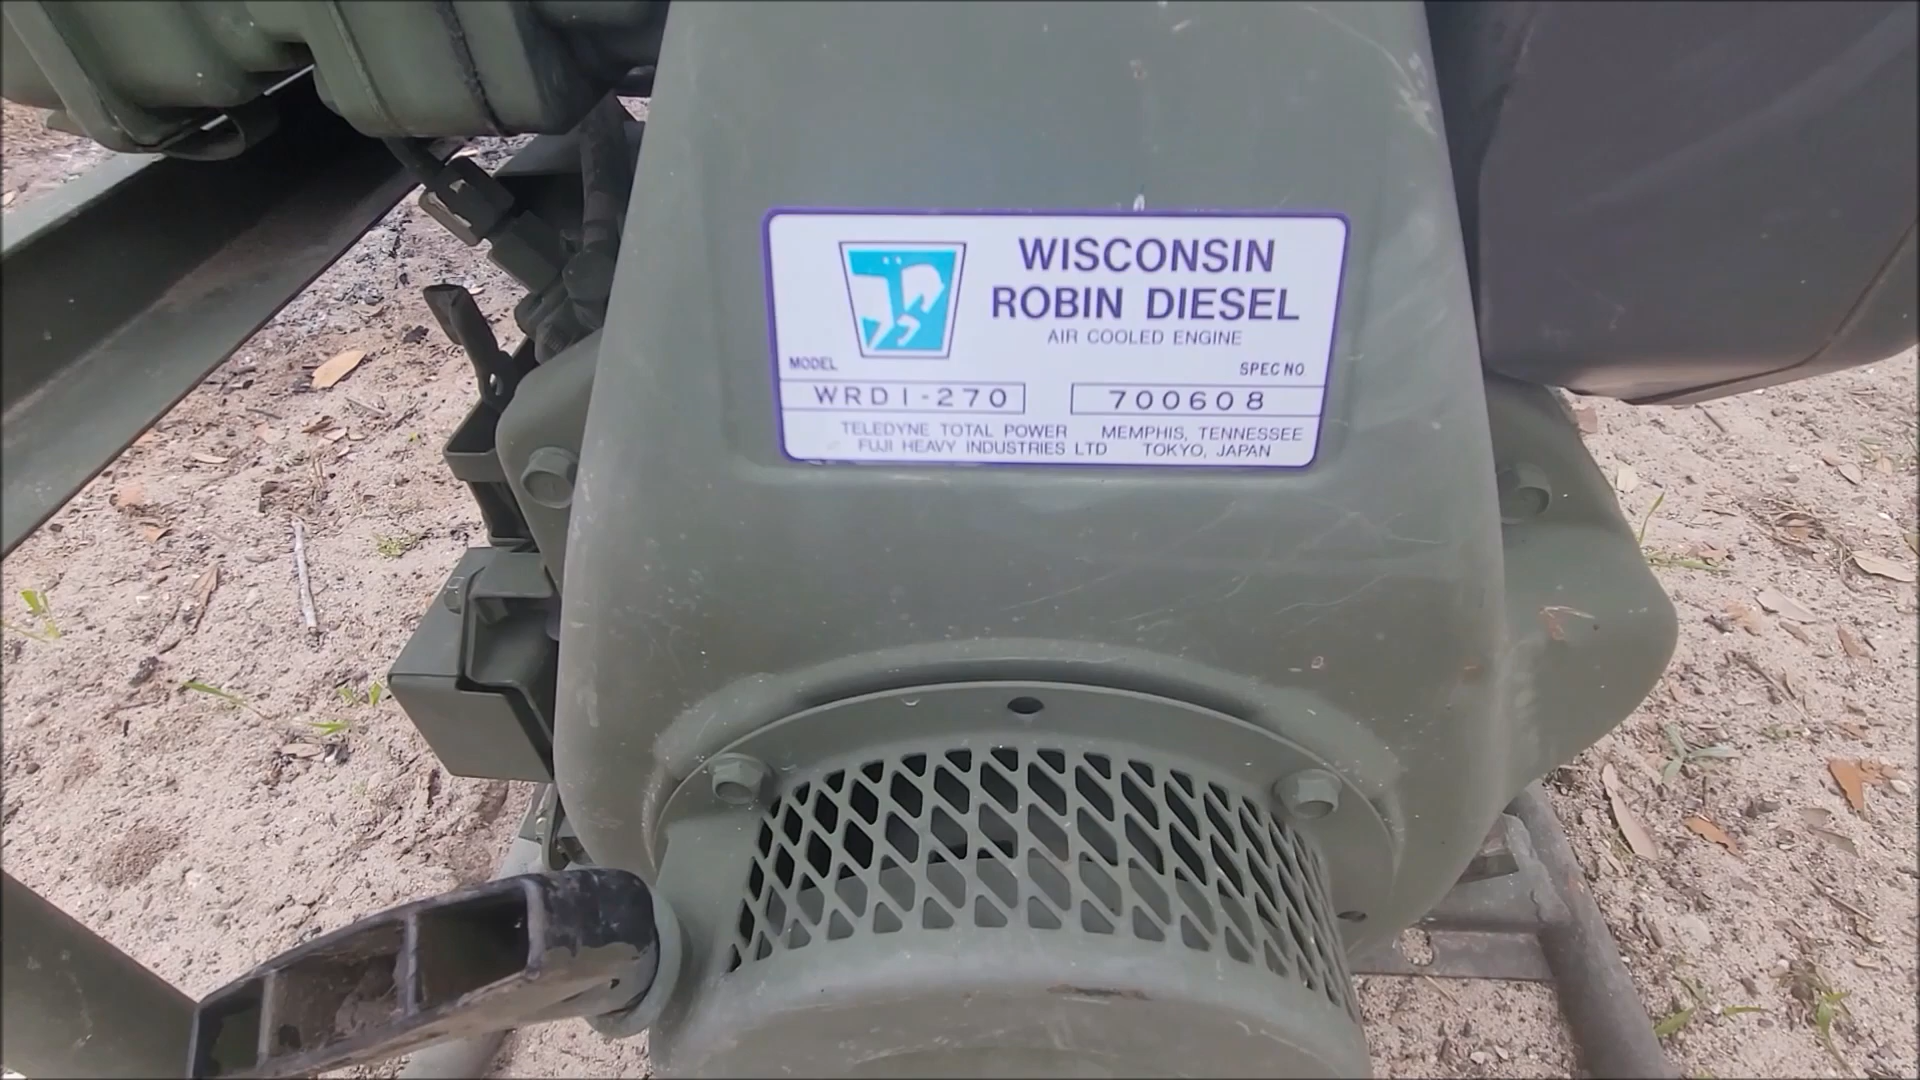 WISCONSIN
ROBIN DIESEL
AIR COOLED ENGINE
MODEL SPEC NO
WRD1-270 700608
TELEDYNE TOTAL POWER MEMPHIS, TENNESSEE
FUJI HEAVY INDUSTRIES LTD TOKYO, JAPAN